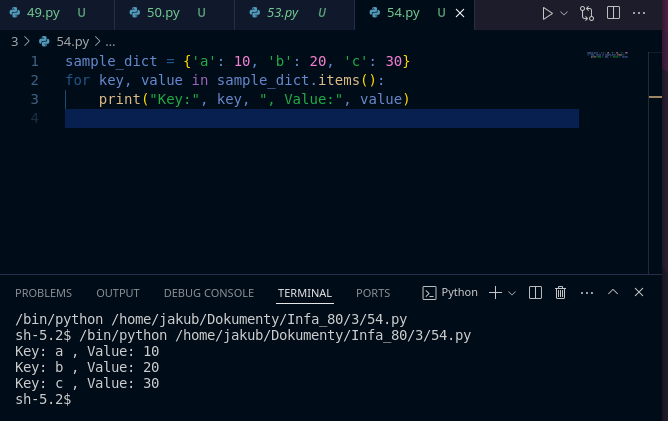 49.py U 50.py U 53.py U 54.py U
3 > 54.py > ...
1 sample_dict = {'a': 10, 'b': 20, 'c': 30}
2 for key, value in sample_dict.items():
3     print("Key:", key, ", Value:", value)
4
PROBLEMS OUTPUT DEBUG CONSOLE TERMINAL PORTS Python
/bin/python /home/jakub/Dokumenty/Infa_80/3/54.py
sh-5.2$ /bin/python /home/jakub/Dokumenty/Infa_80/3/54.py
Key: a , Value: 10
Key: b , Value: 20
Key: c , Value: 30
sh-5.2$